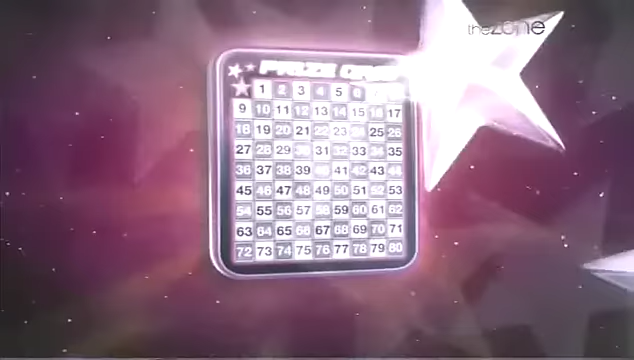 thezone
PRIZE GRID
1 2 3 4 5 6 7
9 10 11 12 13 14 15 16 17
18 19 20 21 22 23 24 25 26
27 28 29 30 31 32 33 34 35
36 37 38 39 40 41 42 43 44
45 46 47 48 49 50 51 52 53
54 55 56 57 58 59 60 61 62
63 64 65 66 67 68 69 70 71
72 73 74 75 76 77 78 79 80